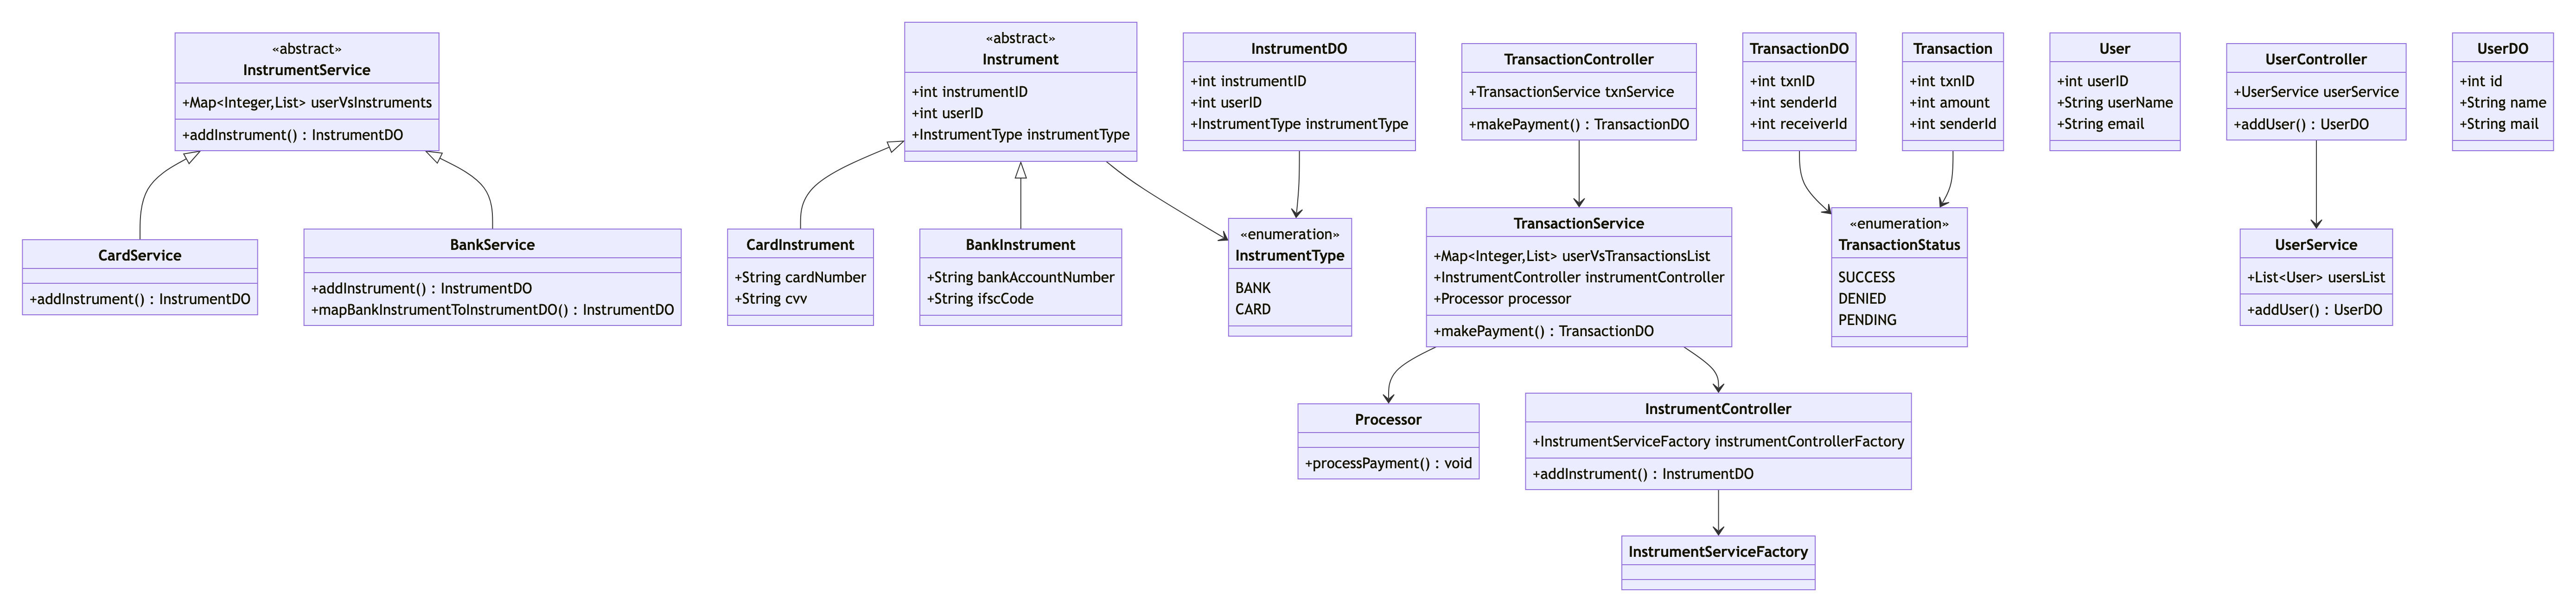 <<abstract>>
InstrumentService
+Map<Integer,List> userVsInstruments
+addInstrument() : InstrumentDO
<<abstract>>
Instrument
+int instrumentID
+int userID
+InstrumentType instrumentType
InstrumentDO
+int instrumentID
+int userID
+InstrumentType instrumentType
TransactionController
+TransactionService txnService
+makePayment() : TransactionDO
TransactionDO
+int txnID
+int senderId
+int receiverId
Transaction
+int txnID
+int amount
+int senderId
User
+int userID
+String userName
+String email
UserController
+UserService userService
+addUser() : UserDO
UserDO
+int id
+String name
+String mail
CardService
+addInstrument() : InstrumentDO
BankService
+addInstrument() : InstrumentDO
+mapBankInstrumentToInstrumentDO() : InstrumentDO
CardInstrument
+String cardNumber
+String cvv
BankInstrument
+String bankAccountNumber
+String ifscCode
<<enumeration>>
InstrumentType
BANK
CARD
TransactionService
+Map<Integer,List> userVsTransactionsList
+InstrumentController instrumentController
+Processor processor
+makePayment() : TransactionDO
<<enumeration>>
TransactionStatus
SUCCESS
DENIED
PENDING
UserService
+List<User> usersList
+addUser() : UserDO
Processor
+processPayment() : void
InstrumentController
+InstrumentServiceFactory instrumentControllerFactory
+addInstrument() : InstrumentDO
InstrumentServiceFactory